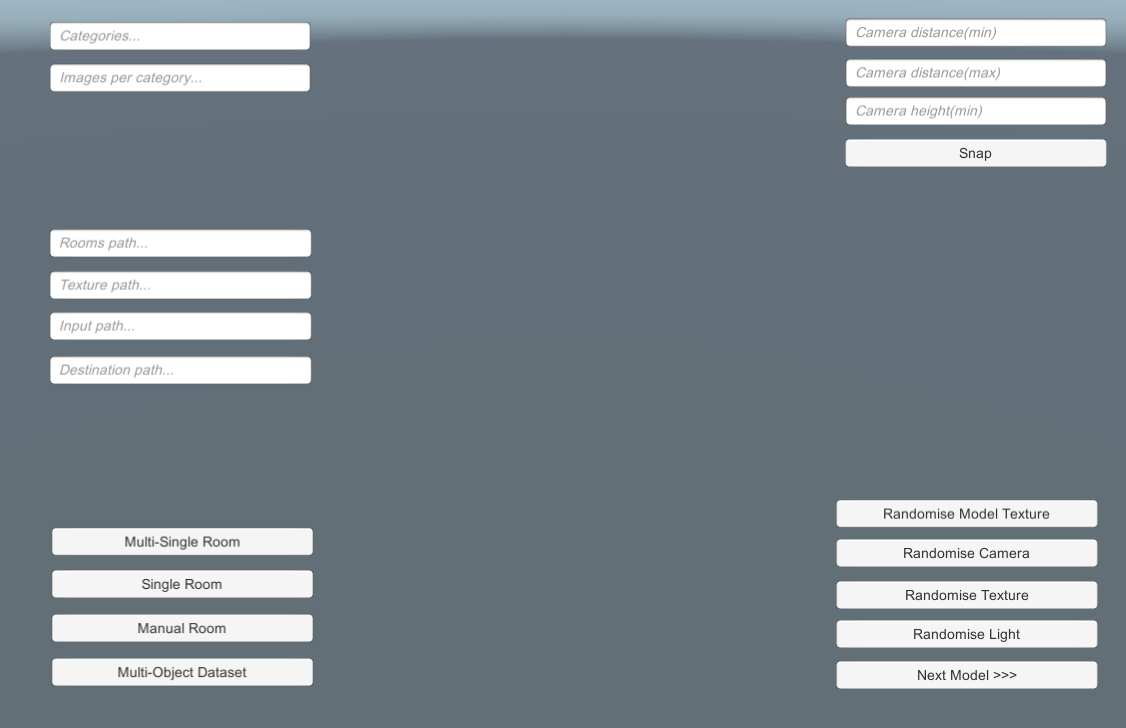 Categories...
Images per category...
Camera distance(min)
Camera distance(max)
Camera height(min)
Snap
Rooms path...
Texture path...
Input path...
Destination path...
Multi-Single Room
Single Room
Manual Room
Multi-Object Dataset
Randomise Model Texture
Randomise Camera
Randomise Texture
Randomise Light
Next Model >>>